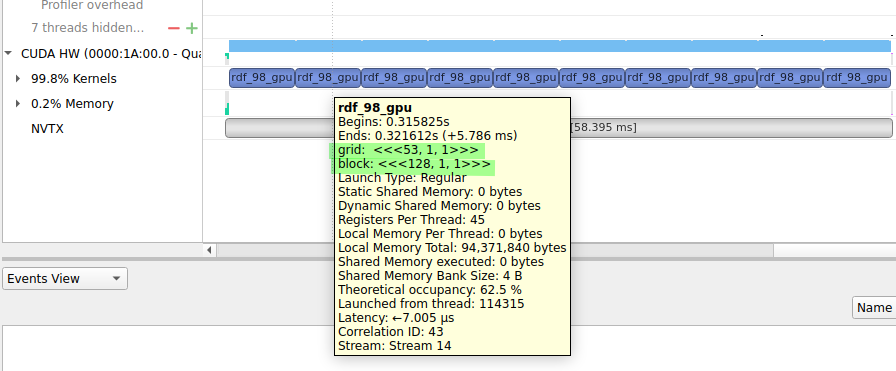 Profiler overhead
7 threads hidden...
CUDA HW (0000:1A:00.0 - Qua
99.8% Kernels
rdf_98_gpu rdf_98_gpu rdf_98_gpu rdf_98_gpu rdf_98_gpu rdf_98_gpu rdf_98_gpu rdf_98_gpu rdf_98_gpu rdf_98_gpu
0.2% Memory
NVTX
[58.395 ms]
rdf_98_gpu
Begins: 0.315825s
Ends: 0.321612s (+5.786 ms)
grid:  <<<53, 1, 1>>>
block: <<<128, 1, 1>>>
Launch Type: Regular
Static Shared Memory: 0 bytes
Dynamic Shared Memory: 0 bytes
Registers Per Thread: 45
Local Memory Per Thread: 0 bytes
Local Memory Total: 94,371,840 bytes
Shared Memory executed: 0 bytes
Shared Memory Bank Size: 4 B
Theoretical occupancy: 62.5 %
Launched from thread: 114315
Latency: ←7.005 μs
Correlation ID: 43
Stream: Stream 14
Events View
Name